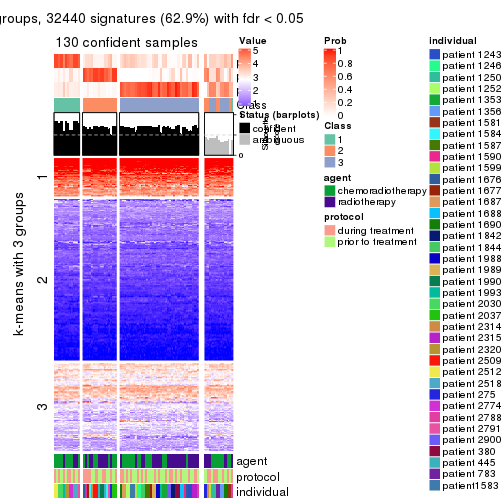 groups, 32440 signatures (62.9%) with fdr < 0.05
130 confident samples
k-means with 3 groups
1
2
3
agent
protocol
individual
Value
5
4
3
2
1
Status (barplots)
confident
ambiguous
0
Prob
1
0.8
0.6
0.4
0.2
0
Class
1
2
3
agent
chemoradiotherapy
radiotherapy
protocol
during treatment
prior to treatment
individual
patient 1243
patient 1246
patient 1250
patient 1252
patient 1353
patient 1356
patient 1581
patient 1584
patient 1587
patient 1590
patient 1599
patient 1676
patient 1677
patient 1687
patient 1688
patient 1690
patient 1842
patient 1844
patient 1988
patient 1989
patient 1990
patient 1993
patient 2030
patient 2037
patient 2314
patient 2315
patient 2320
patient 2509
patient 2512
patient 2518
patient 275
patient 2774
patient 2788
patient 2791
patient 2900
patient 380
patient 445
patient 783
patient1583